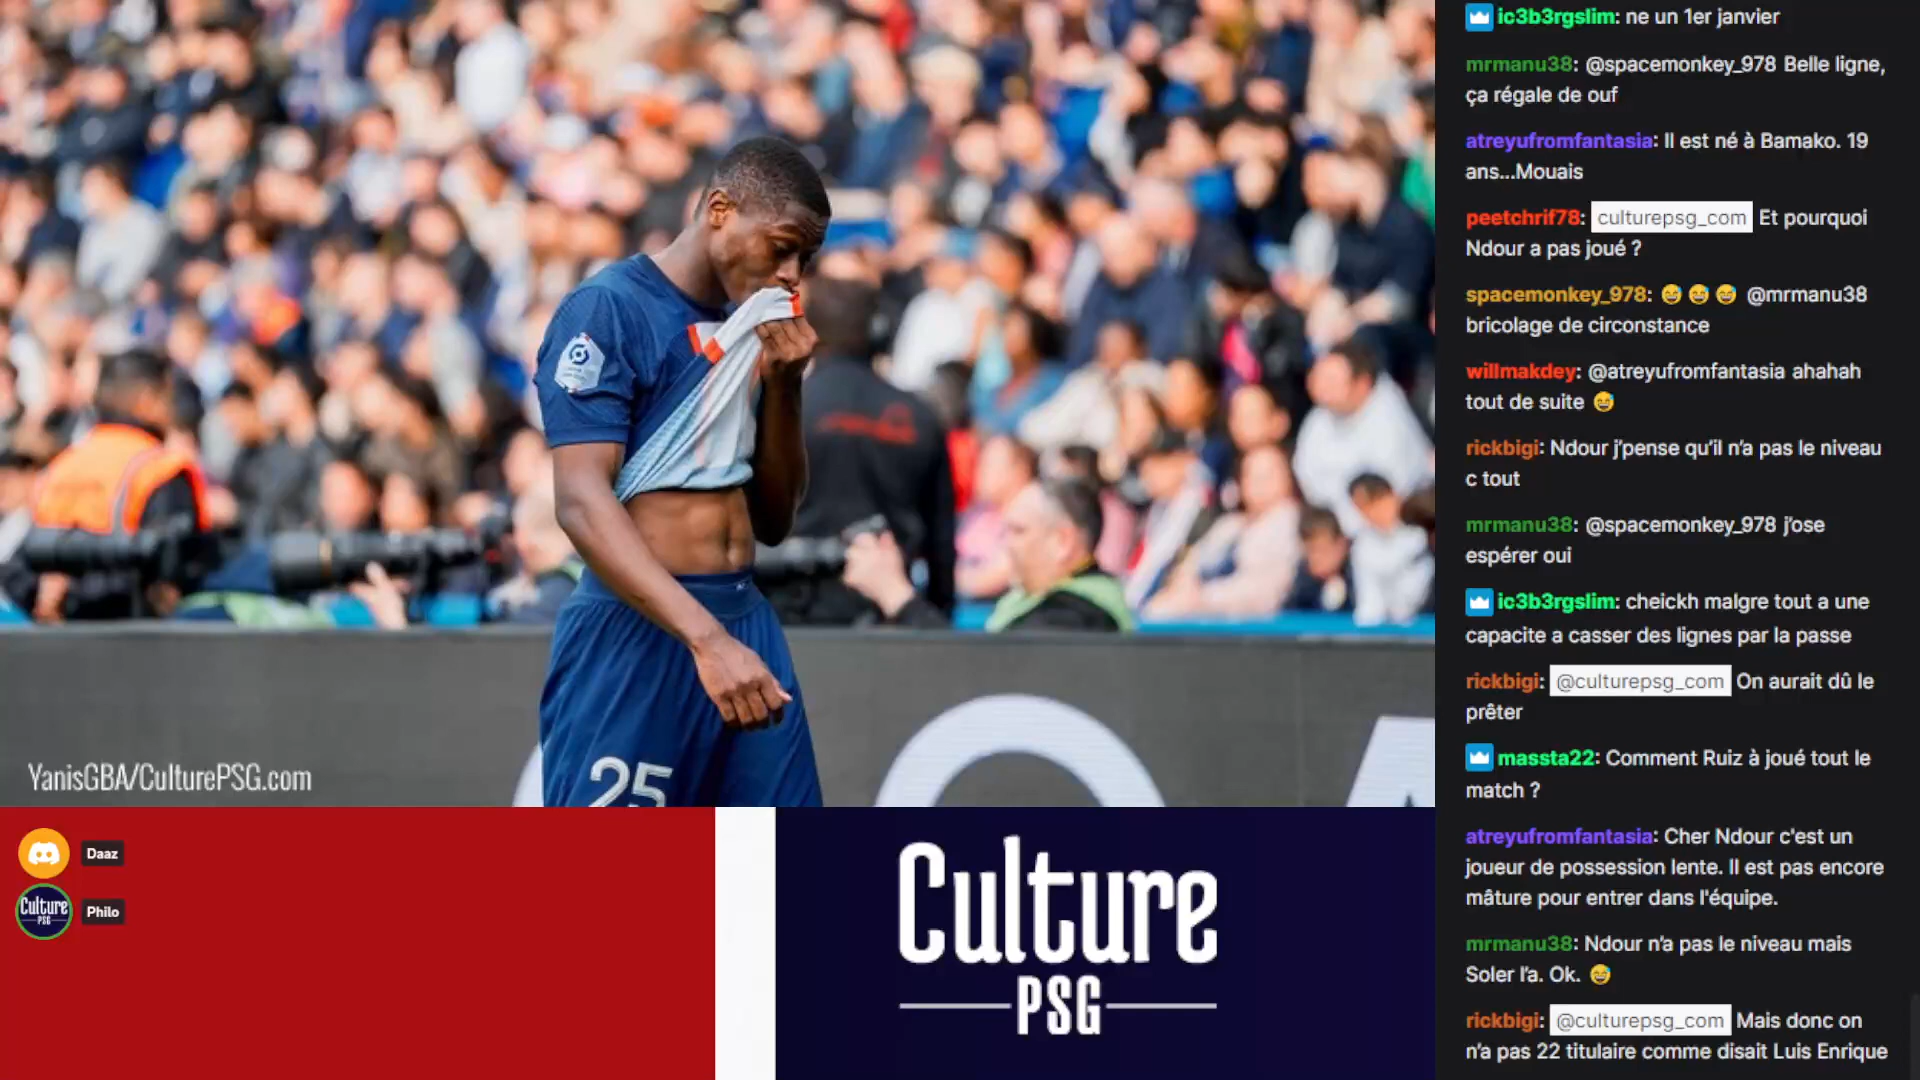 25
YanisGBA/CulturePSG.com
Daaz
Culture
PSG
Philo
Culture
PSG
ic3b3rgslim: ne un 1er janvier
mrmanu38: @spacemonkey_978 Belle ligne,
ça régale de ouf
atreyufromfantasia: Il est né à Bamako. 19
ans...Mouais
peetchrif78: culturepsg_com Et pourquoi
Ndour a pas joué ?
spacemonkey_978: 😅😅😅 @mrmanu38
bricolage de circonstance
willmakdey: @atreyufromfantasia ahahah
tout de suite 😅
rickbigi: Ndour j'pense qu'il n'a pas le niveau
c tout
mrmanu38: @spacemonkey_978 j'ose
espérer oui
ic3b3rgslim: cheickh malgre tout a une
capacite a casser des lignes par la passe
rickbigi: @culturepsg_com On aurait dû le
prêter
massta22: Comment Ruiz à joué tout le
match ?
atreyufromfantasia: Cher Ndour c'est un
joueur de possession lente. Il est pas encore
mâture pour entrer dans l'équipe.
mrmanu38: Ndour n'a pas le niveau mais
Soler l'a. Ok. 😅
rickbigi: @culturepsg_com Mais donc on
n'a pas 22 titulaire comme disait Luis Enrique